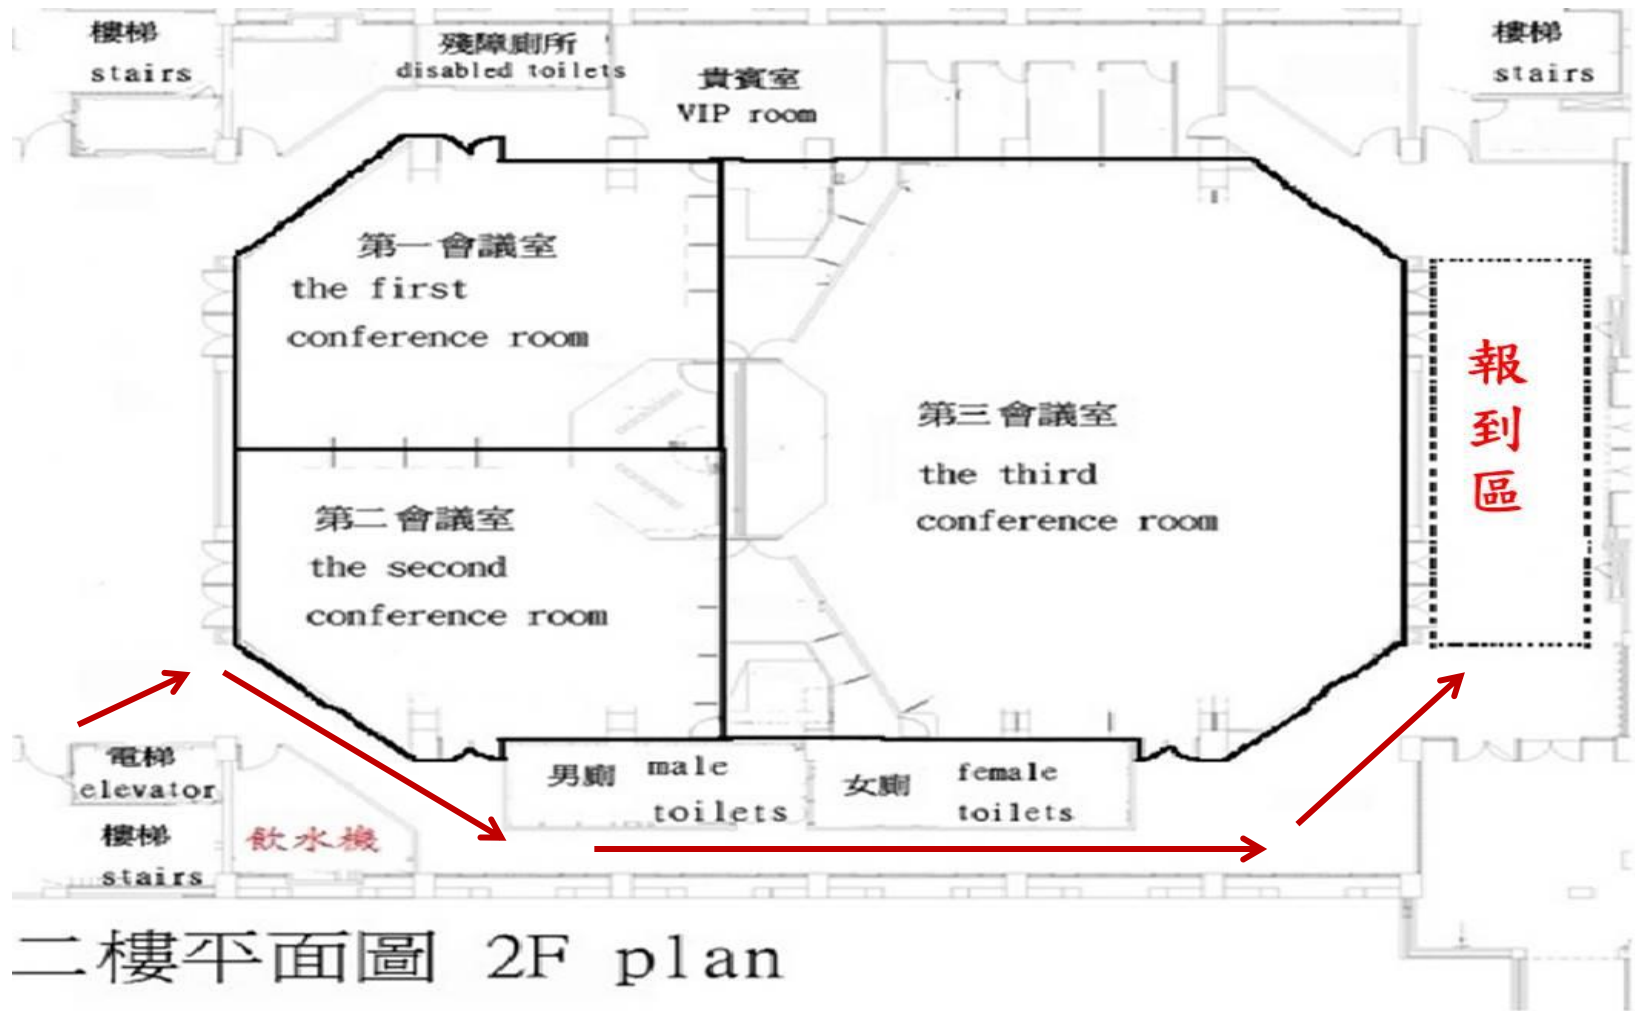 樓梯
stairs
殘障廁所
disabled toilets
貴賓室
VIP room
樓梯
stairs
第一會議室
the first
conference room
第二會議室
the second
conference room
第三會議室
the third
conference room
報
到
區
電梯
elevator
樓梯
stairs
飲水機
男廁
male
toilets
女廁
female
toilets
二樓平面圖 2F plan